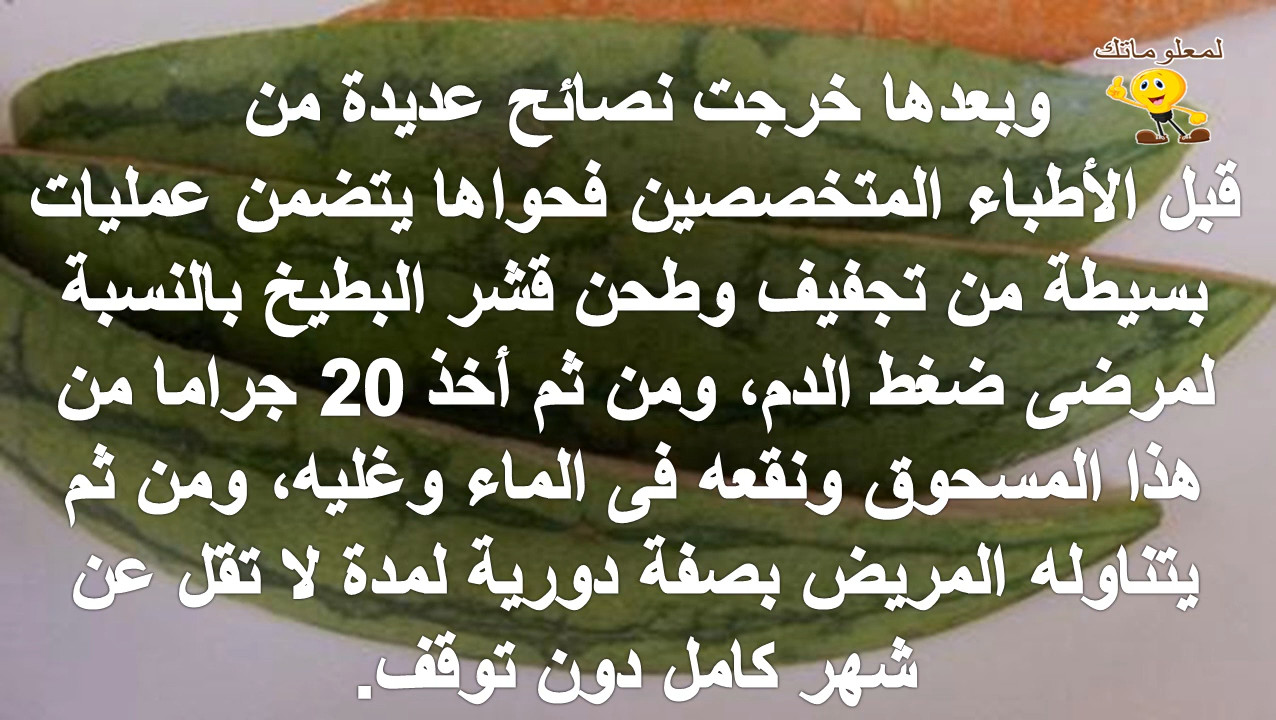 لمعلوماتك
وبعدها خرجت نصائح عديدة من
قبل الأطباء المتخصصين فحواها يتضمن عمليات
بسيطة من تجفيف وطحن قشر البطيخ بالنسبة
لمرضى ضغط الدم، ومن ثم أخذ 20 جراما من
هذا المسحوق ونقعه فى الماء وغليه، ومن ثم
يتناوله المريض بصفة دورية لمدة لا تقل عن
شهر كامل دون توقف.